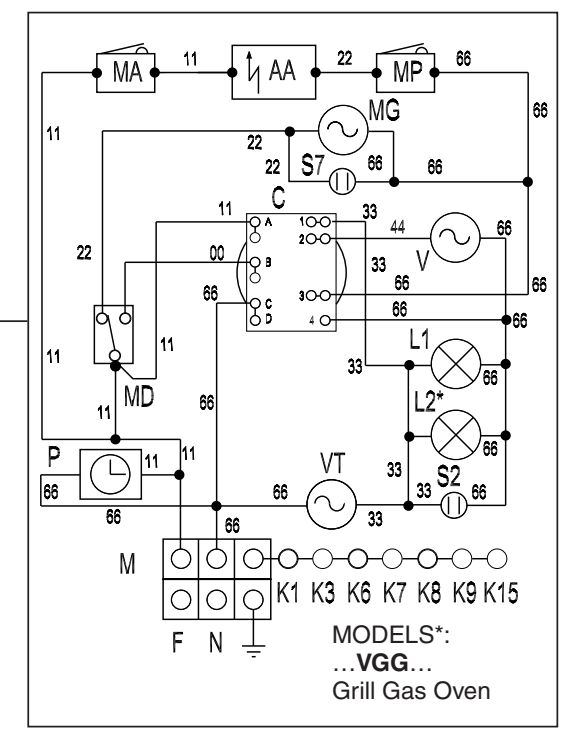 11 22 66
MA AA MP
66
MG
11 22
22 S7 66 66
C
11 A 1 33
2 44 66
V
22 00 B 33
66 3 66 66
C 66
D 4 66
L1
11 11 33 66
MD L2*
11 66
66
P 11 11 VT 33 S2
66 66 33 66
66 66 33
M
K1 K3 K6 K7 K8 K9 K15
F N
MODELS*:
...VGG...
Grill Gas Oven